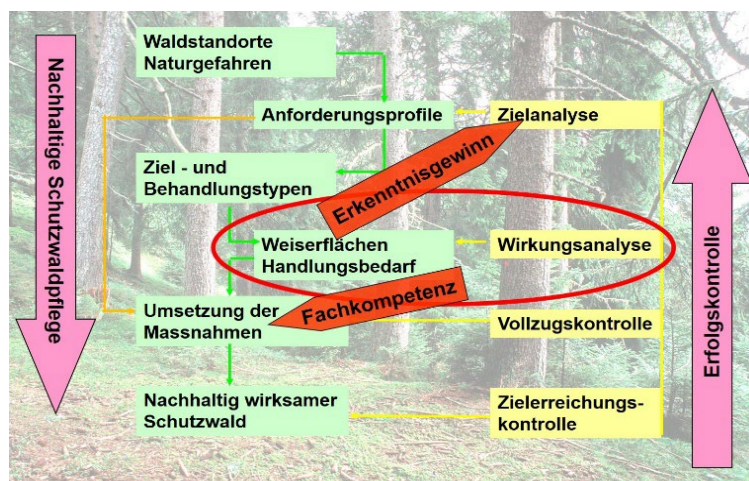 Nachhaltige Schutzwaldpflege
Waldstandorte
Naturgefahren
Anforderungsprofile
Zielanalyse
Ziel - und
Behandlungstypen
Erkenntnisgewinn
Weiserflächen
Handlungsbedarf
Wirkungsanalyse
Fachkompetenz
Umsetzung der
Massnahmen
Vollzugskontrolle
Nachhaltig wirksamer
Schutzwald
Zielerreichungs-
kontrolle
Erfolgskontrolle